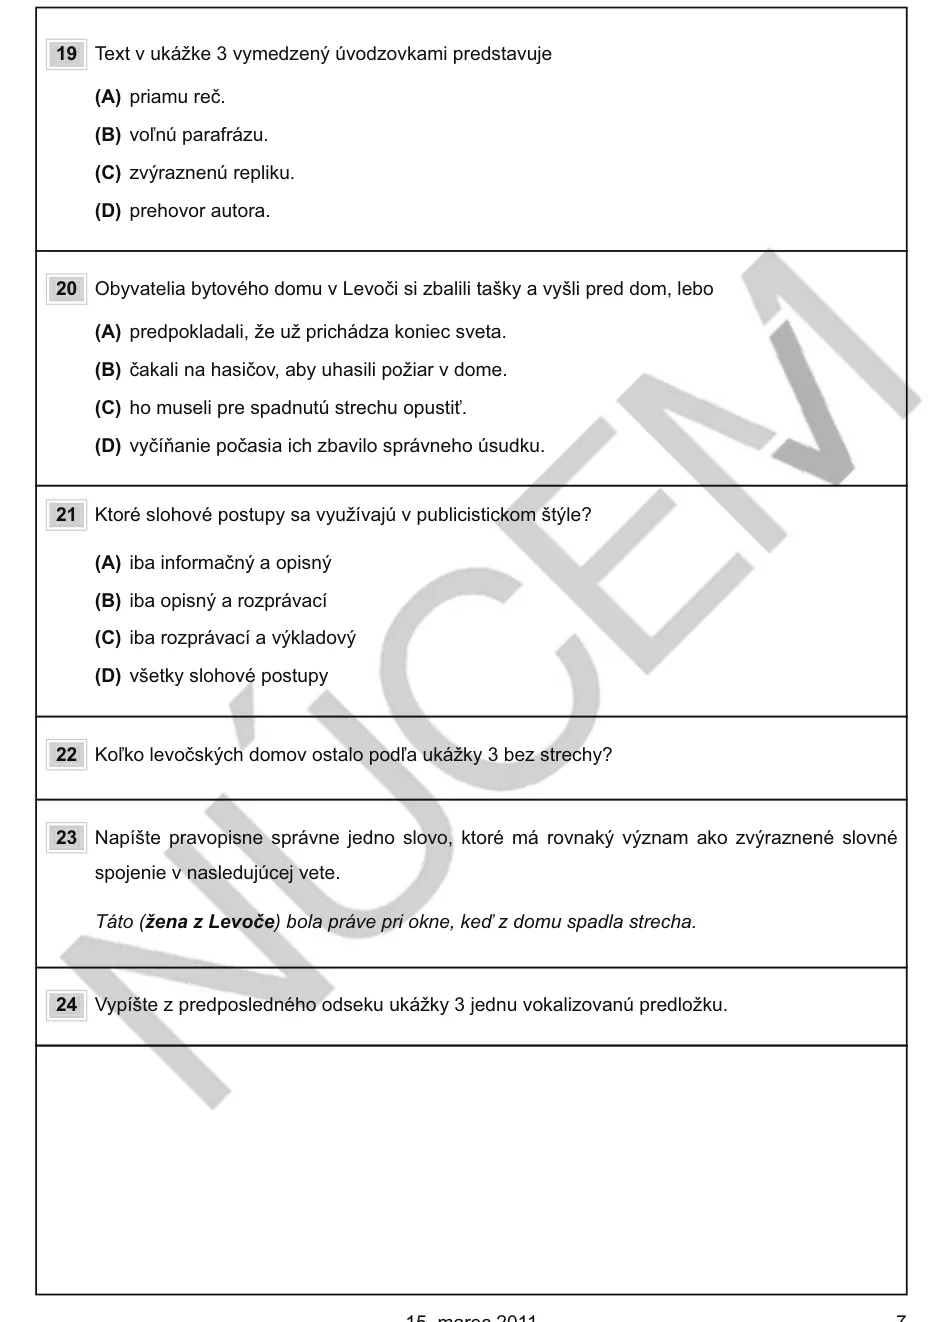 19 Text v ukážke 3 vymedzený úvodzovkami predstavuje
(A) priamu reč.
(B) voľnú parafrázu.
(C) zvýraznenú repliku.
(D) prehovor autora.
20 Obyvatelia bytového domu v Levoči si zbalili tašky a vyšli pred dom, lebo
(A) predpokladali, že už prichádza koniec sveta.
(B) čakali na hasičov, aby uhasili požiar v dome.
(C) ho museli pre spadnutú strechu opustiť.
(D) vyčíňanie počasia ich zbavilo správneho úsudku.
21 Ktoré slohové postupy sa využívajú v publicistickom štýle?
(A) iba informačný a opisný
(B) iba opisný a rozprávací
(C) iba rozprávací a výkladový
(D) všetky slohové postupy
22 Koľko levočských domov ostalo podľa ukážky 3 bez strechy?
23 Napíšte pravopisne správne jedno slovo, ktoré má rovnaký význam ako zvýraznené slovné
spojenie v nasledujúcej vete.
Táto (žena z Levoče) bola práve pri okne, keď z domu spadla strecha.
24 Vypíšte z predposledného odseku ukážky 3 jednu vokalizovanú predložku.
NÚCEM
15. marec 2011 7